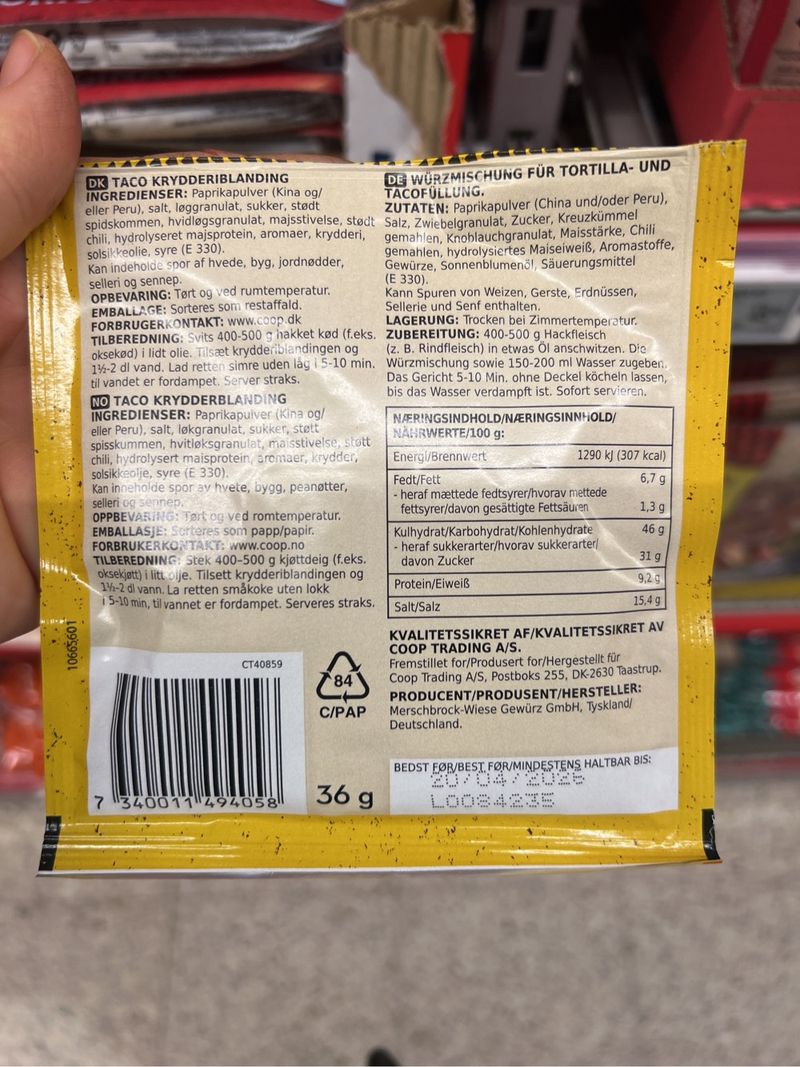 DK TACO KRYDDERIBLANDING
INGREDIENSER: Paprikapulver (Kina og/
eller Peru), salt, løggranulat, sukker, stødt
spidskommen, hvidløgsgranulat, majsstivelse, stødt
chili, hydrolyseret majsprotein, aromaer, krydderi,
solsikkeolie, syre (E 330).
Kan indeholde spor af hvede, byg, jordnødder,
selleri og sennep.
OPBEVARING: Tørt og ved rumtemperatur.
EMBALLAGE: Sorteres som restaffald.
FORBRUGERKONTAKT: www.coop.dk
TILBEREDNING: Svits 400-500 g hakket kød (f.eks.
oksekød) i lidt olie. Tilsæt krydderiblandingen og
1½-2 dl vand. Lad retten simre uden låg i 5-10 min.
til vandet er fordampet. Server straks.
NO TACO KRYDDERBLANDING
INGREDIENSER: Paprikapulver (Kina og/
eller Peru), salt, løkgranulat, sukker, støtt
spisskummen, hvitløksgranulat, maisstivelse, støtt
chili, hydrolysert maisprotein, aromaer, krydder,
solsikkeolje, syre (E 330).
Kan inneholde spor av hvete, bygg, peanøtter,
selleri og sennep.
OPPBEVARING: Tørt og ved romtemperatur.
EMBALLASJE: Sorteres som papp/papir.
FORBRUKERKONTAKT: www.coop.no
TILBEREDNING: Stek 400–500 g kjøttdeig (f.eks.
oksekjøtt) i litt olje. Tilsett krydderiblandingen og
1½-2 dl vann. La retten småkoke uten lokk
i 5-10 min, til vannet er fordampet. Serveres straks.
DE WÜRZMISCHUNG FÜR TORTILLA- UND
TACOFÜLLUNG.
ZUTATEN: Paprikapulver (China und/oder Peru),
Salz, Zwiebelgranulat, Zucker, Kreuzkümmel
gemahlen, Knoblauchgranulat, Maisstärke, Chili
gemahlen, hydrolysiertes Maiseiweiß, Aromastoffe,
Gewürze, Sonnenblumenöl, Säuerungsmittel
(E 330).
Kann Spuren von Weizen, Gerste, Erdnüssen,
Sellerie und Senf enthalten.
LAGERUNG: Trocken bei Zimmertemperatur.
ZUBEREITUNG: 400-500 g Hackfleisch
(z. B. Rindfleisch) in etwas Öl anschwitzen. Die
Würzmischung sowie 150-200 ml Wasser zugeben.
Das Gericht 5-10 Min. ohne Deckel köcheln lassen,
bis das Wasser verdampft ist. Sofort servieren.
NÆRINGSINDHOLD/NÆRINGSINNHOLD/
NÄHRWERTE/100 g:
Energi/Brennwert 1290 kJ (307 kcal)
Fedt/Fett 6,7 g
- heraf mættede fedtsyrer/hvorav mettede
fettsyrer/davon gesättigte Fettsäuren 1,3 g
Kulhydrat/Karbohydrat/Kohlenhydrate 46 g
- heraf sukkerarter/hvorav sukkerarter/
davon Zucker 31 g
Protein/Eiweiß 9,2 g
Salt/Salz 15,4 g
KVALITETSSIKRET AF/KVALITETSSIKRET AV
COOP TRADING A/S.
Fremstillet for/Produsert for/Hergestellt für
Coop Trading A/S, Postboks 255, DK-2630 Taastrup.
PRODUCENT/PRODUSENT/HERSTELLER:
Merschbrock-Wiese Gewürz GmbH, Tyskland/
Deutschland.
10665601
CT40859
7 340011 494058
84
C/PAP
36 g
BEDST FØR/BEST FØR/MINDESTENS HALTBAR BIS:
20/04/2026
L0084235